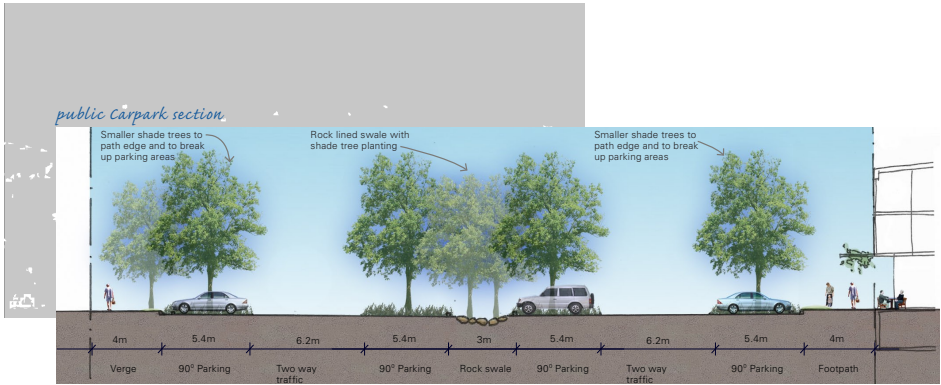 public Carpark section
Smaller shade trees to
path edge and to break
up parking areas
Rock lined swale with
shade tree planting
Smaller shade trees to
path edge and to break
up parking areas
4m 5.4m 6.2m 5.4m 3m 5.4m 6.2m 5.4m 4m
Verge 90° Parking Two way 90° Parking Rock swale 90° Parking Two way 90° Parking Footpath
traffic traffic